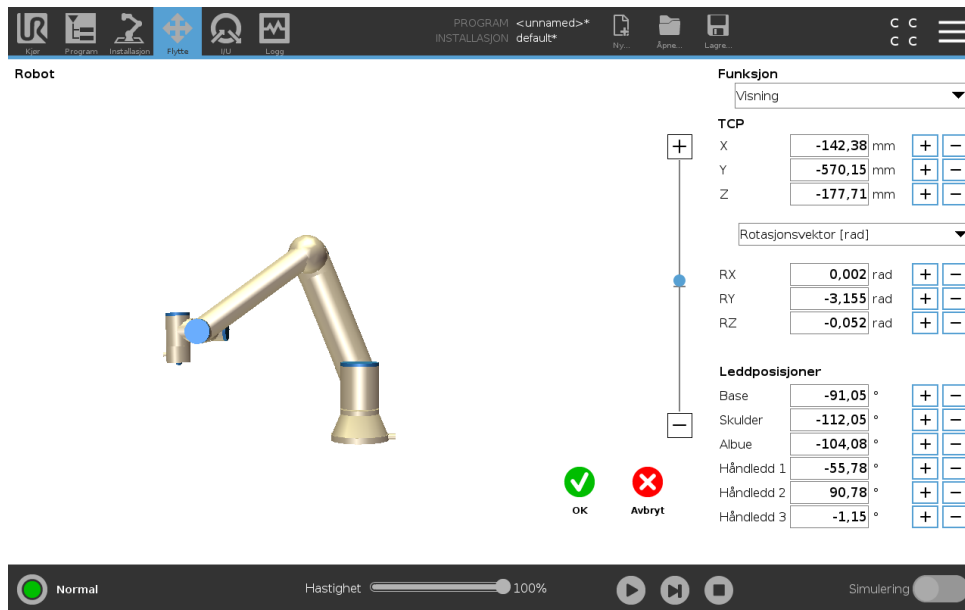 UR
Kjør
Program
Installasjon
Flytte
I/U
Logg
PROGRAM <unnamed>*
INSTALLASJON default*
Ny...
Åpne...
Lagre...
C C
C C
Robot
Funksjon
Visning
TCP
X -142,38 mm + −
Y -570,15 mm + −
Z -177,71 mm + −
Rotasjonsvektor [rad]
RX 0,002 rad + −
RY -3,155 rad + −
RZ -0,052 rad + −
Leddposisjoner
Base -91,05 ° + −
Skulder -112,05 ° + −
Albue -104,08 ° + −
Håndledd 1 -55,78 ° + −
Håndledd 2 90,78 ° + −
Håndledd 3 -1,15 ° + −
+
−
OK
Avbryt
Normal
Hastighet 100%
Simulering